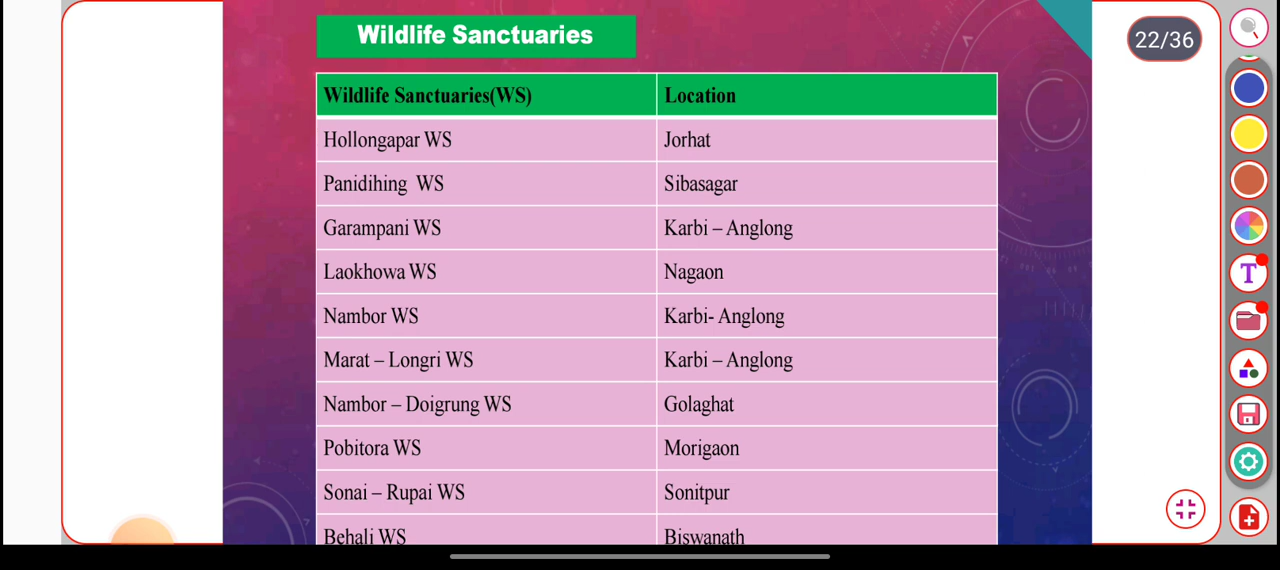 Wildlife Sanctuaries
22/36
Wildlife Sanctuaries(WS) Location
Hollongapar WS Jorhat
Panidihing WS Sibasagar
Garampani WS Karbi – Anglong
Laokhowa WS Nagaon
Nambor WS Karbi- Anglong
Marat – Longri WS Karbi – Anglong
Nambor – Doigrung WS Golaghat
Pobitora WS Morigaon
Sonai – Rupai WS Sonitpur
Behali WS Biswanath
T